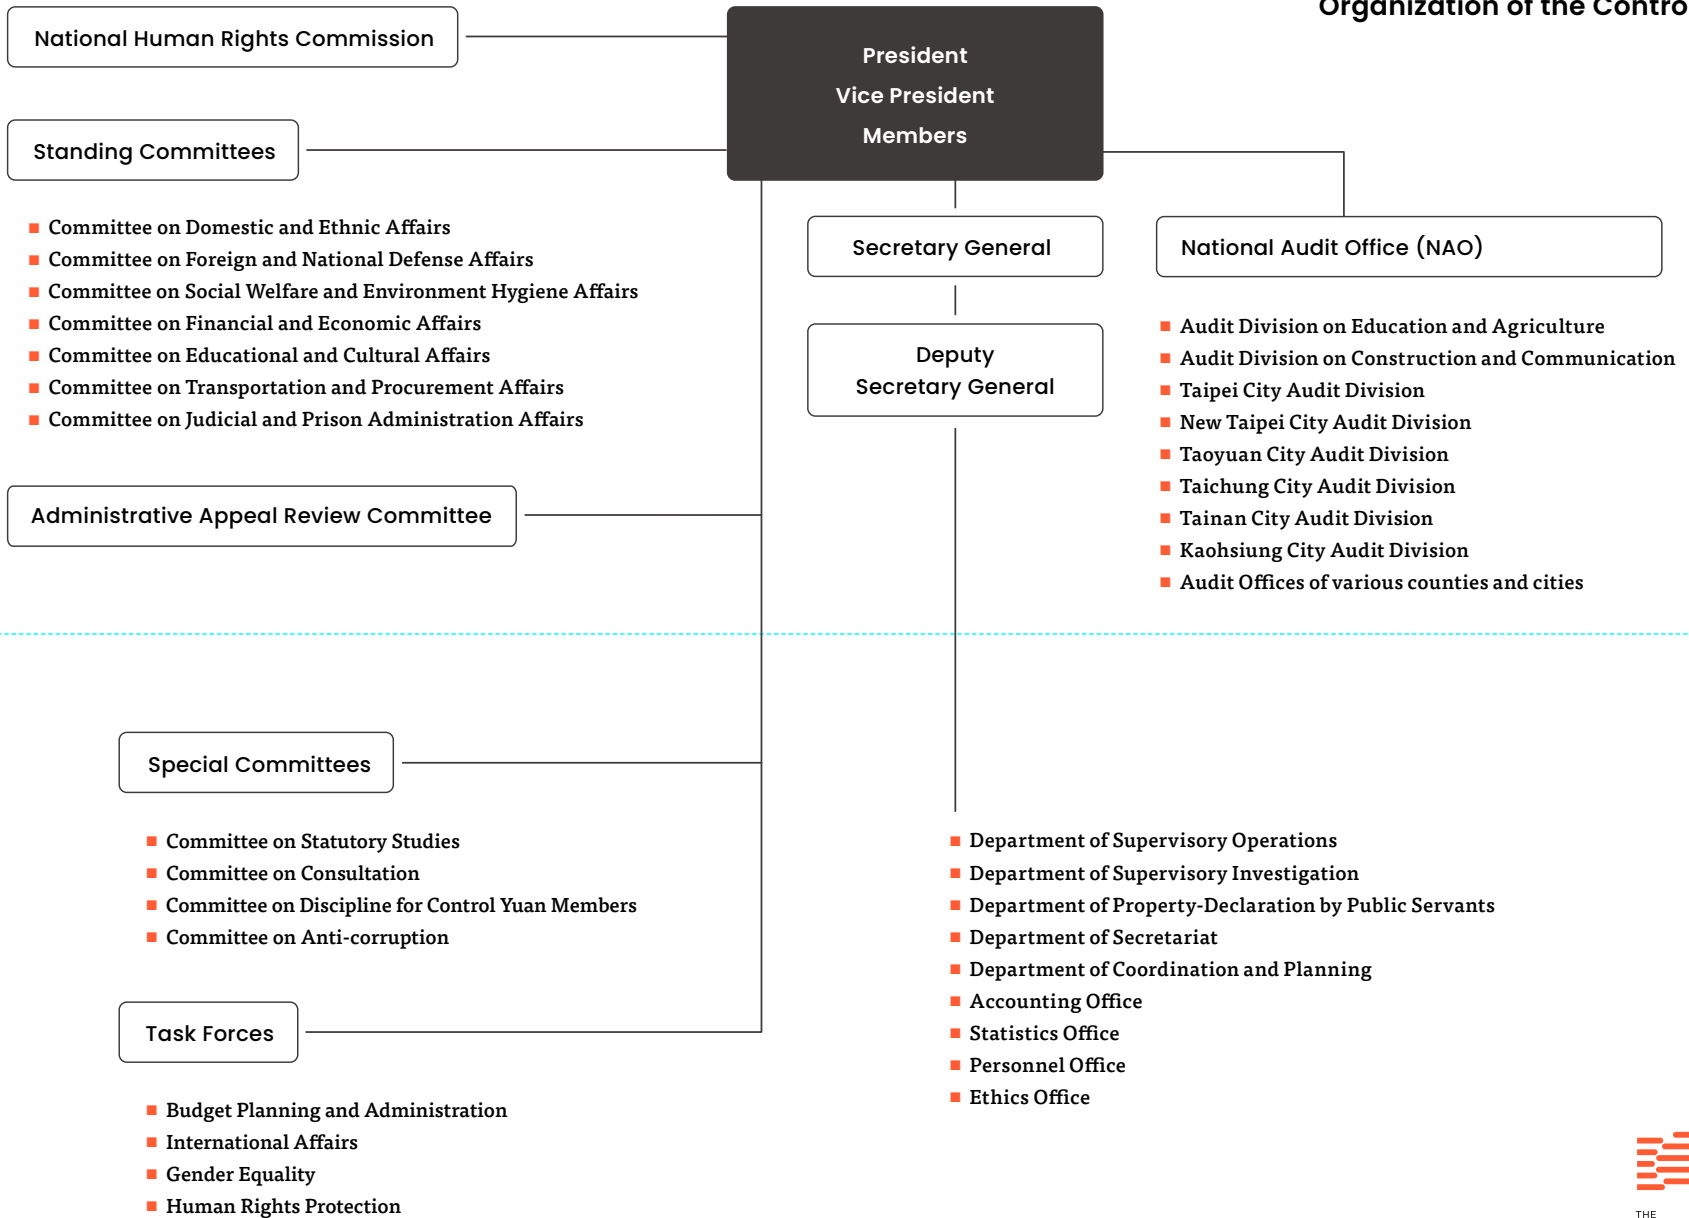 Organization of the Contro
National Human Rights Commission
President
Vice President
Members
Standing Committees
Committee on Domestic and Ethnic Affairs
Committee on Foreign and National Defense Affairs
Committee on Social Welfare and Environment Hygiene Affairs
Committee on Financial and Economic Affairs
Committee on Educational and Cultural Affairs
Committee on Transportation and Procurement Affairs
Committee on Judicial and Prison Administration Affairs
Administrative Appeal Review Committee
Secretary General
Deputy
Secretary General
National Audit Office (NAO)
Audit Division on Education and Agriculture
Audit Division on Construction and Communication
Taipei City Audit Division
New Taipei City Audit Division
Taoyuan City Audit Division
Taichung City Audit Division
Tainan City Audit Division
Kaohsiung City Audit Division
Audit Offices of various counties and cities
Special Committees
Committee on Statutory Studies
Committee on Consultation
Committee on Discipline for Control Yuan Members
Committee on Anti-corruption
Task Forces
Budget Planning and Administration
International Affairs
Gender Equality
Human Rights Protection
Department of Supervisory Operations
Department of Supervisory Investigation
Department of Property-Declaration by Public Servants
Department of Secretariat
Department of Coordination and Planning
Accounting Office
Statistics Office
Personnel Office
Ethics Office
THE